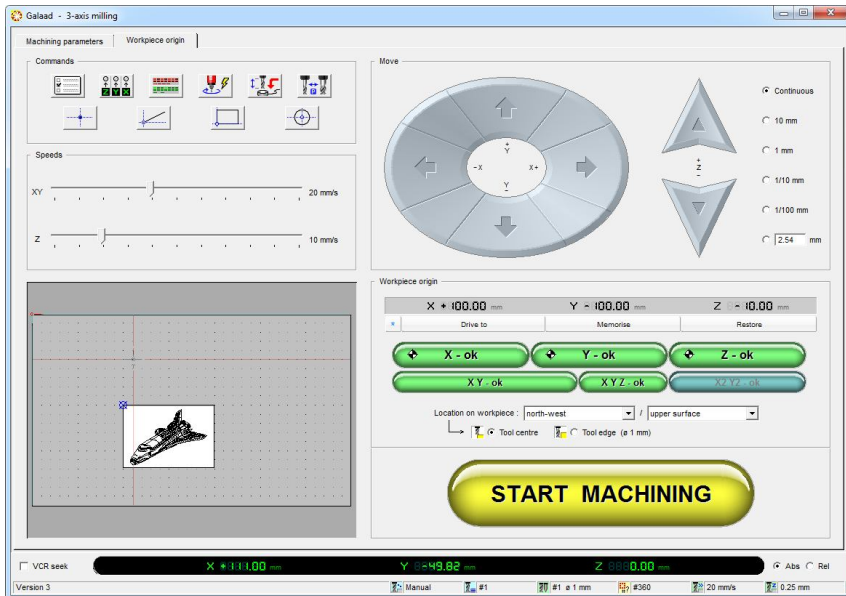 Galaad - 3-axis milling
Machining parameters Workpiece origin
Commands
Z Y X
P
Speeds
XY 20 mm/s
Z 10 mm/s
Move
+
Y
-X X+
Y
-
+
Z
-
Continuous
10 mm
1 mm
1/10 mm
1/100 mm
2.54 mm
Workpiece origin
X +100.00 mm Y -100.00 mm Z -10.00 mm
* Drive to Memorise Restore
X - ok Y - ok Z - ok
X Y - ok X Y Z - ok X2 Y2 - ok
Location on workpiece : north-west / upper surface
Tool centre Tool edge (ø 1 mm)
START MACHINING
VCR seek X +111.00 mm Y -49.82 mm Z 0.00 mm Abs Rel
Version 3 Manual #1 #1 ø 1 mm #360 20 mm/s 0.25 mm